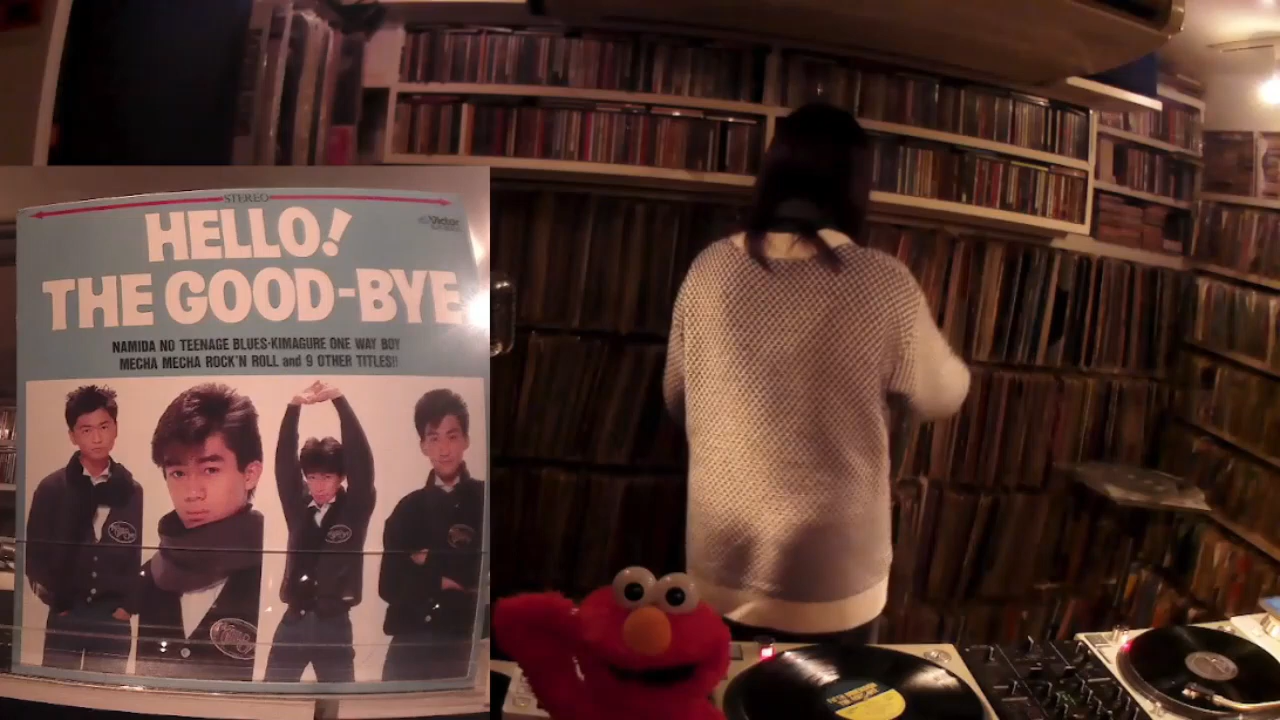 STEREO
Victor
HELLO!
THE GOOD-BYE
NAMIDA NO TEENAGE BLUES·KIMAGURE ONE WAY BOY
MECHA MECHA ROCK'N ROLL and 9 OTHER TITLES!!